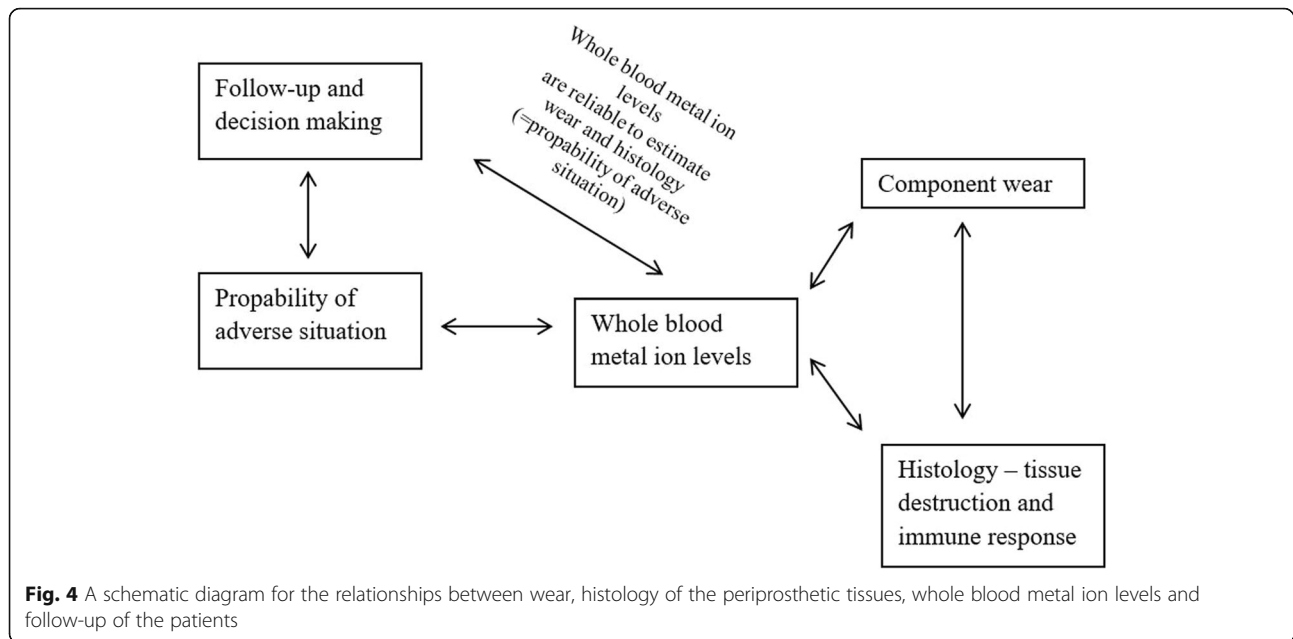 Follow-up and
decision making
Whole blood metal ion
levels
are reliable to estimate
wear and histology
(=propability of adverse
situation)
Component wear
Propability of
adverse situation
Whole blood
metal ion levels
Histology – tissue
destruction and
immune response
Fig. 4 A schematic diagram for the relationships between wear, histology of the periprosthetic tissues, whole blood metal ion levels and
follow-up of the patients